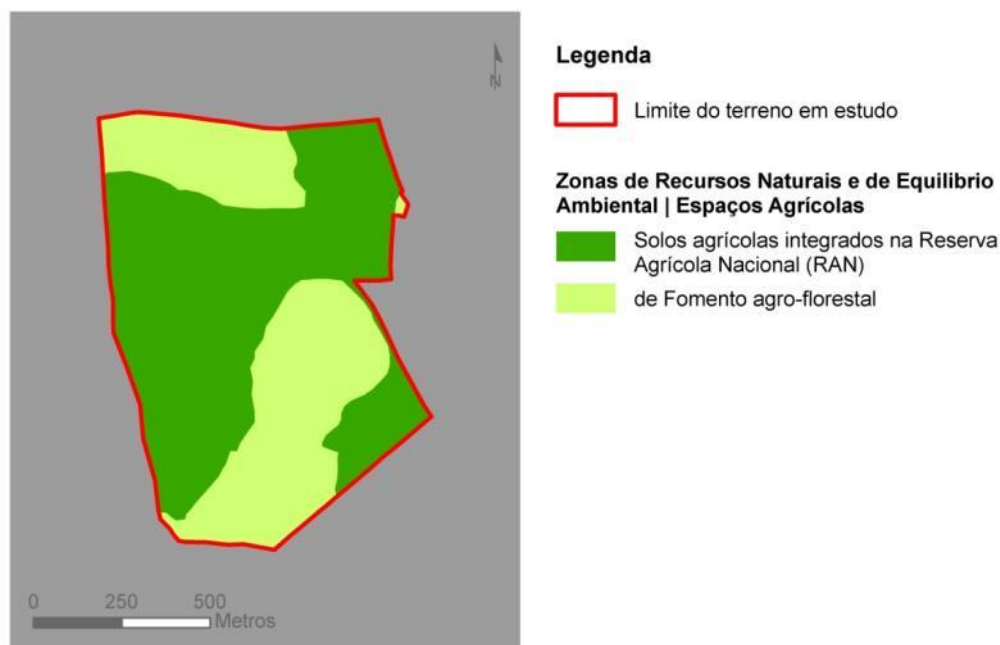 N
0 250 500
Metros
Legenda
Limite do terreno em estudo
Zonas de Recursos Naturais e de Equilibrio
Ambiental | Espaços Agrícolas
Solos agrícolas integrados na Reserva
Agrícola Nacional (RAN)
de Fomento agro-florestal